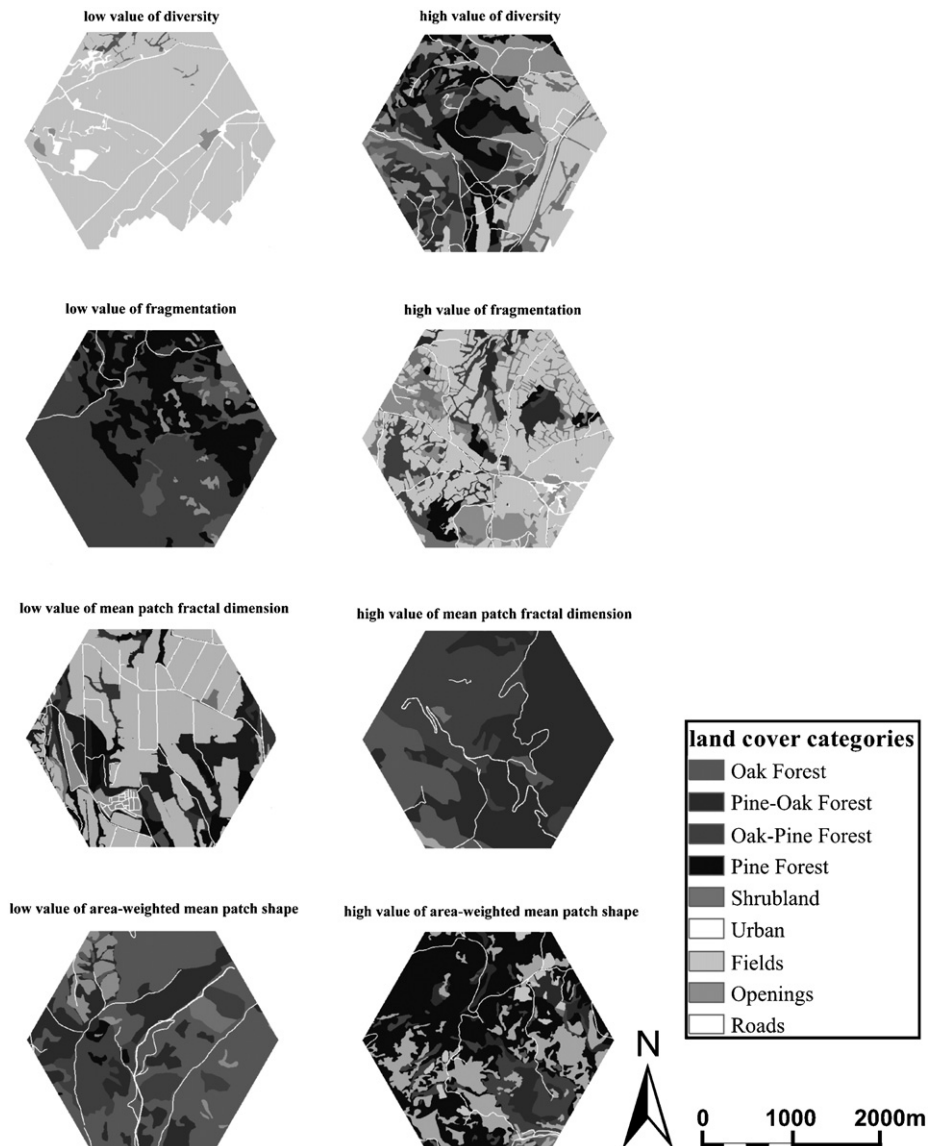 low value of diversity
high value of diversity
low value of fragmentation
high value of fragmentation
low value of mean patch fractal dimension
high value of mean patch fractal dimension
low value of area-weighted mean patch shape
high value of area-weighted mean patch shape
land cover categories
Oak Forest
Pine-Oak Forest
Oak-Pine Forest
Pine Forest
Shrubland
Urban
Fields
Openings
Roads
N
0 1000 2000m